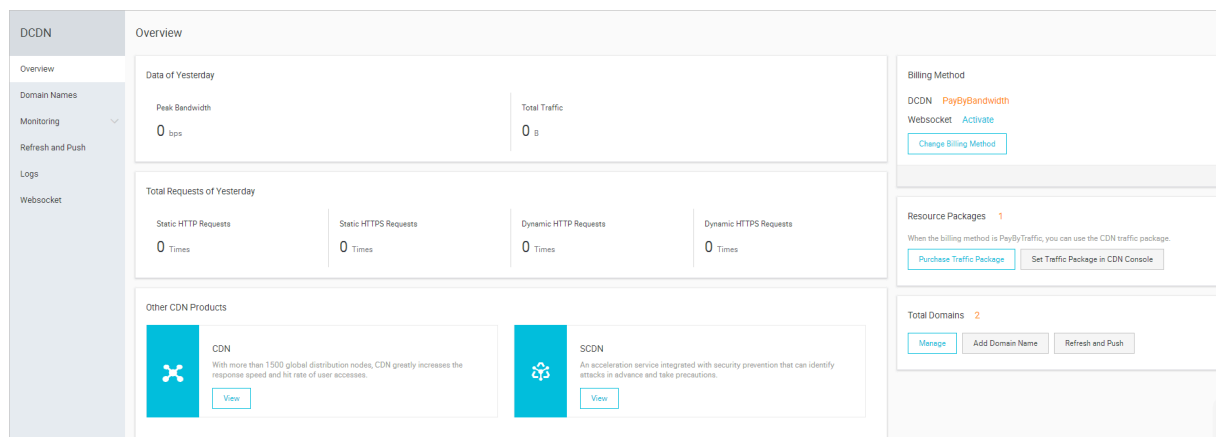 DCDN
Overview
Domain Names
Monitoring
Refresh and Push
Logs
Websocket
Overview
Data of Yesterday
Peak Bandwidth
0 bps
Total Traffic
0 B
Total Requests of Yesterday
Static HTTP Requests
0 Times
Static HTTPS Requests
0 Times
Dynamic HTTP Requests
0 Times
Dynamic HTTPS Requests
0 Times
Other CDN Products
CDN
With more than 1500 global distribution nodes, CDN greatly increases the
response speed and hit rate of user accesses.
View
SCDN
An acceleration service integrated with security prevention that can identify
attacks in advance and take precautions.
View
Billing Method
DCDN PayByBandwidth
Websocket Activate
Change Billing Method
Resource Packages 1
When the billing method is PayByTraffic, you can use the CDN traffic package.
Purchase Traffic Package
Set Traffic Package in CDN Console
Total Domains 2
Manage
Add Domain Name
Refresh and Push